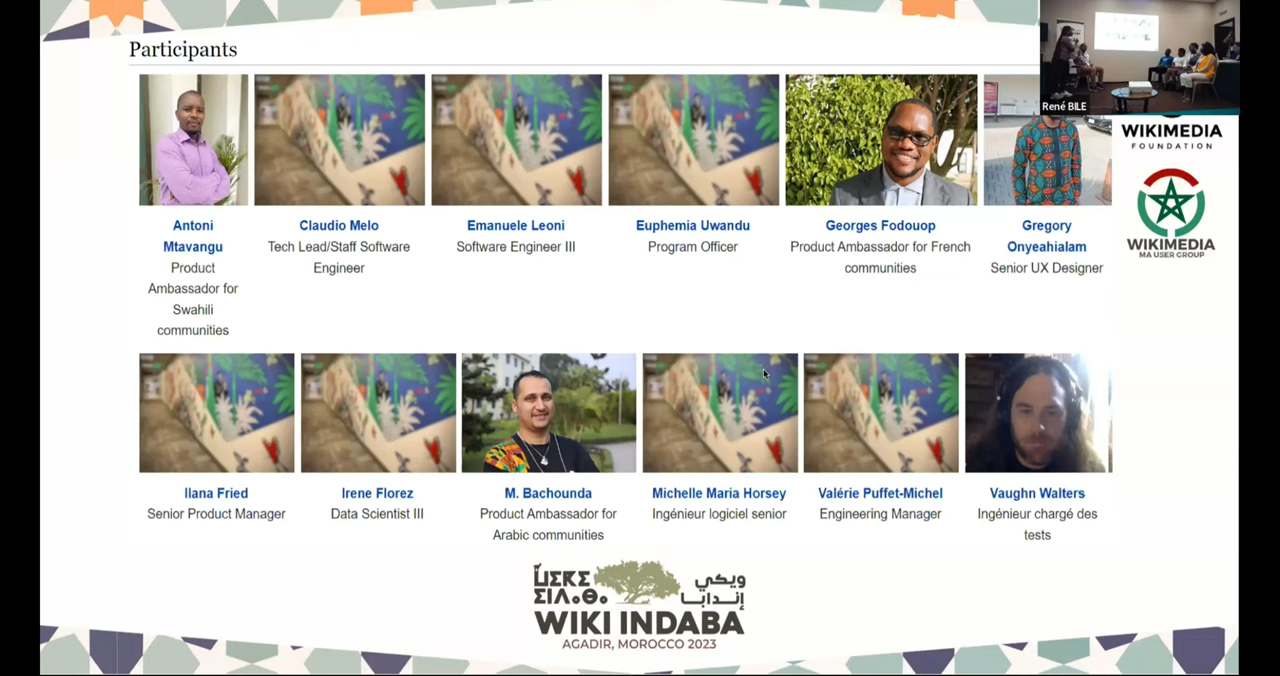 Participants
René BILE
WIKIMEDIA
FOUNDATION
WIKIMEDIA
MA USER GROUP
Antoni
Mtavangu
Product
Ambassador for
Swahili
communities
Claudio Melo
Tech Lead/Staff Software
Engineer
Emanuele Leoni
Software Engineer III
Euphemia Uwandu
Program Officer
Georges Fodouop
Product Ambassador for French
communities
Gregory
Onyeahialam
Senior UX Designer
Ilana Fried
Senior Product Manager
Irene Florez
Data Scientist III
M. Bachounda
Product Ambassador for
Arabic communities
Michelle Maria Horsey
Ingénieur logiciel senior
Valérie Puffet-Michel
Engineering Manager
Vaughn Walters
Ingénieur chargé des
tests
ⵡⵉⴽⵉ
ⵉⵏⴷⴰⴱⴰ
ويكي
إندابا
WIKI INDABA
AGADIR, MOROCCO 2023